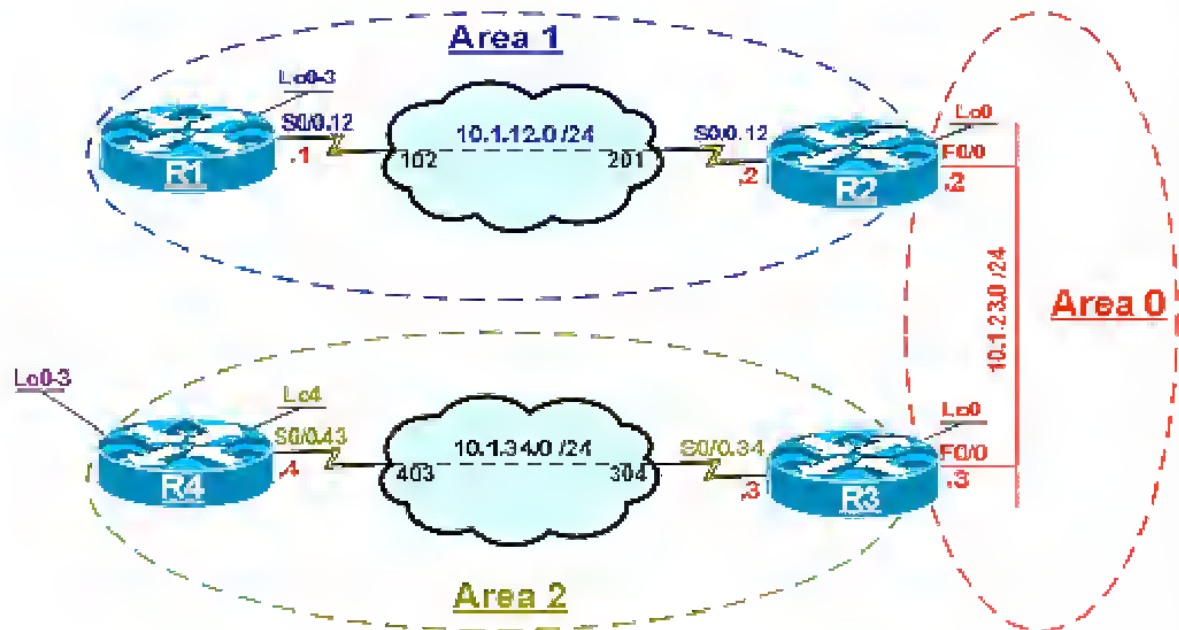 Area 1
Lo0-3
S0/0.12
10.1.12.0 /24
S0/0.12
Lo0
F0/0
.1
102
201
.2
.2
R1
R2
10.1.23.0 /24
Area 0
Lo0-3
Lo4
Lo0
S0/0.43
10.1.34.0 /24
S0/0.34
F0/0
.4
403
304
.3
.3
R4
R3
Area 2